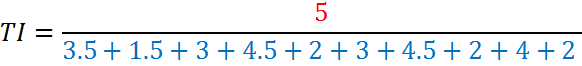 TI = 5 / (3.5 + 1.5 + 3 + 4.5 + 2 + 3 + 4.5 + 2 + 4 + 2)